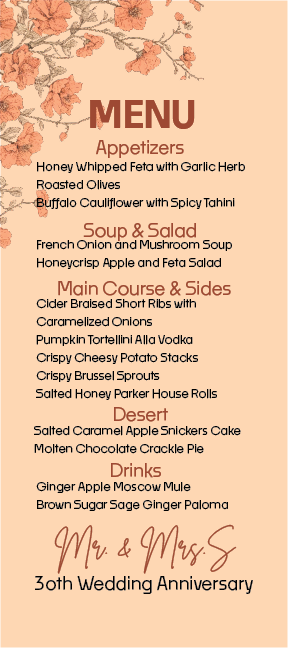 MENU
Appetizers
Honey Whipped Feta with Garlic Herb
Roasted Olives
Buffalo Cauliflower with Spicy Tahini
Soup & Salad
French Onion and Mushroom Soup
Honeycrisp Apple and Feta Salad
Main Course & Sides
Cider Braised Short Ribs with
Caramelized Onions
Pumpkin Tortellini Alla Vodka
Crispy Cheesy Potato Stacks
Crispy Brussel Sprouts
Salted Honey Parker House Rolls
Desert
Salted Caramel Apple Snickers Cake
Molten Chocolate Crackle Pie
Drinks
Ginger Apple Moscow Mule
Brown Sugar Sage Ginger Paloma
Mr. & Mrs. S
30th Wedding Anniversary